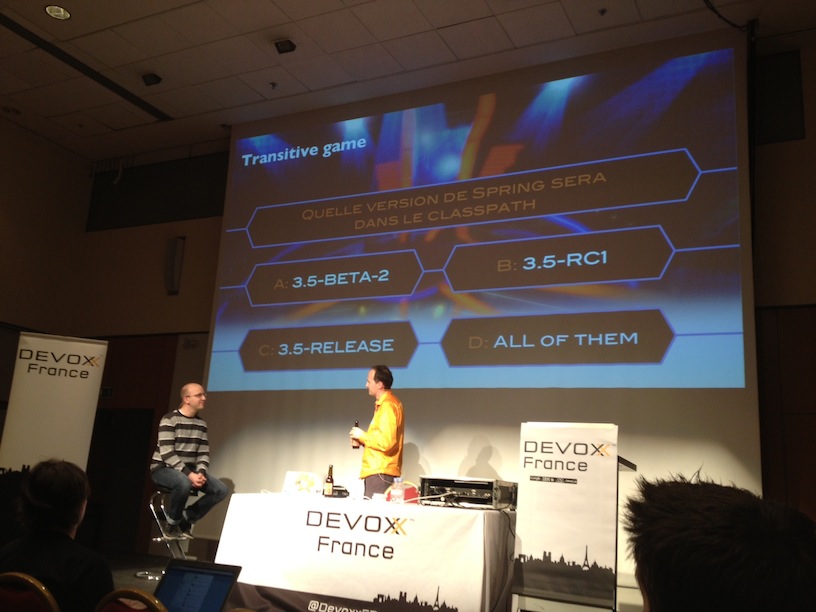 Transitive game
QUELLE VERSION DE SPRING SERA
DANS LE CLASSPATH
A: 3.5-BETA-2
B: 3.5-RC1
C: 3.5-RELEASE
D: ALL OF THEM
DEVOXX
France
DEVOXX
France
DEVOXX
France